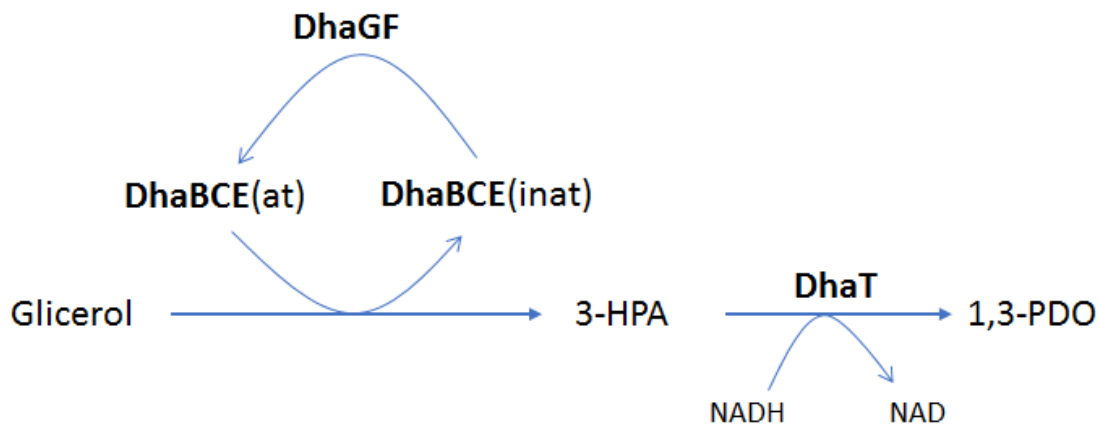 DhaGF
DhaBCE(at) DhaBCE(inat)
DhaT
Glicerol 3-HPA 1,3-PDO
NADH NAD